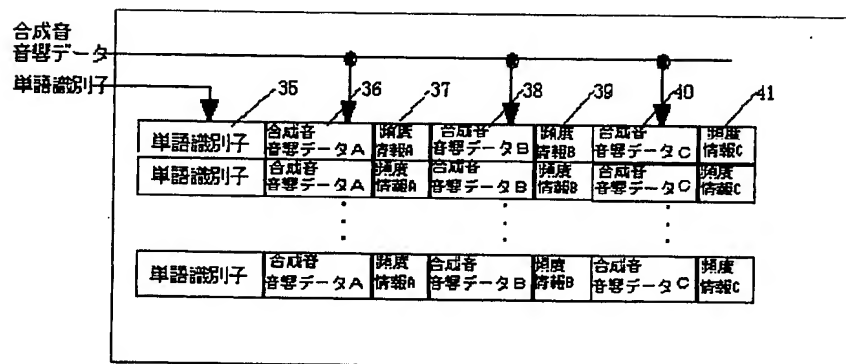 合成音
音響データ
単語識別子
35 36 37 38 39 40 41
単語識別子 合成音 音響データA 頻度 情報A 合成音 音響データB 頻度 情報B 合成音 音響データC 頻度 情報C
単語識別子 合成音 音響データA 頻度 情報A 合成音 音響データB 頻度 情報B 合成音 音響データC 頻度 情報C
単語識別子 合成音 音響データA 頻度 情報A 合成音 音響データB 頻度 情報B 合成音 音響データC 頻度 情報C